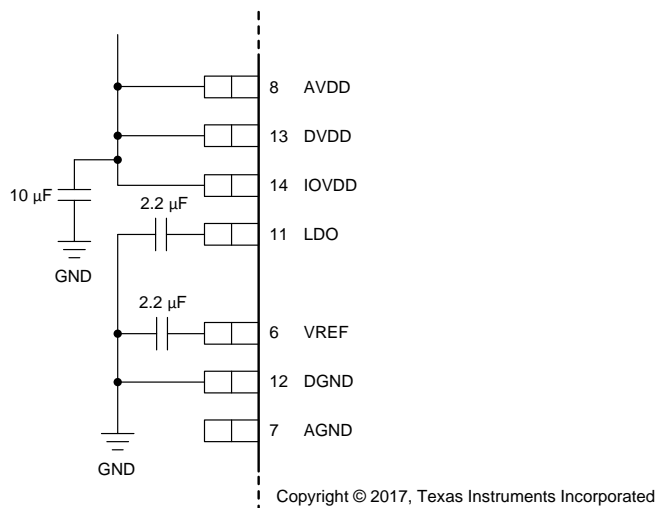 8 AVDD
13 DVDD
14 IOVDD
10 µF
2.2 µF
11 LDO
GND
2.2 µF
6 VREF
12 DGND
7 AGND
GND
Copyright © 2017, Texas Instruments Incorporated